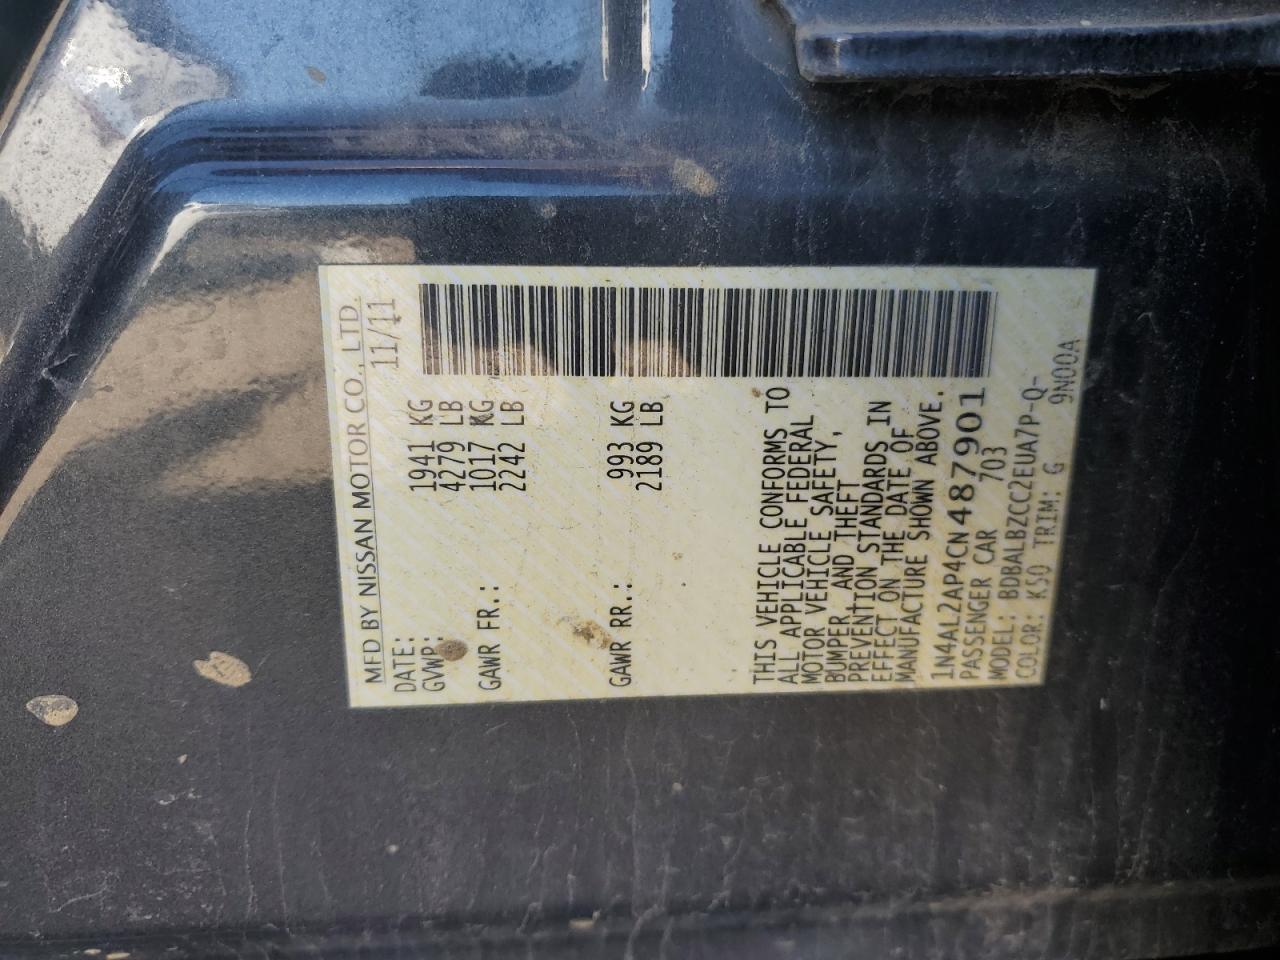 MFD BY NISSAN MOTOR CO., LTD.
DATE: 11/11
GVWR: 1941 KG
4279 LB
GAWR FR.: 1017 KG
2242 LB
GAWR RR.: 993 KG
2189 LB
THIS VEHICLE CONFORMS TO
ALL APPLICABLE FEDERAL
MOTOR VEHICLE SAFETY,
BUMPER AND THEFT
PREVENTION STANDARDS IN
EFFECT ON THE DATE OF
MANUFACTURE SHOWN ABOVE.
1N4AL2AP4CN487901
PASSENGER CAR 703
MODEL: BDBALBZCC2EUA7P-Q-
COLOR: K50 TRIM: G 9N00A